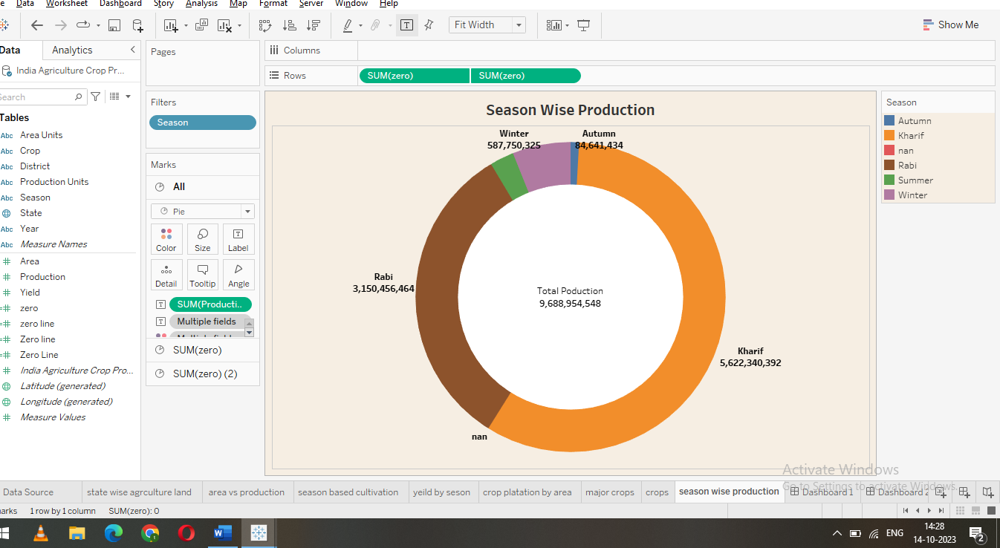 e Data Worksheet Dashboard Story Analysis Map Format Server Window Help
T Fit Width Show Me
Data Analytics <
India Agriculture Crop Pr...
Search
Tables
Abc Area Units
Abc Crop
Abc District
Abc Production Units
Abc Season
State
Abc Year
Measure Names
# Area
# Production
# Yield
=# zero
=# zero line
=# Zero line
=# Zero Line
# India Agriculture Crop Pro...
Latitude (generated)
Longitude (generated)
# Measure Values
Pages
Filters
Season
Marks
All
Pie
Color Size Label
Detail Tooltip Angle
SUM(Producti..
Multiple fields
SUM(zero)
SUM(zero) (2)
Columns
Rows SUM(zero) SUM(zero)
Season Wise Production
Winter
587,750,325
Autumn
84,641,434
Rabi
3,150,456,464
Total Poduction
9,688,954,548
Kharif
5,622,340,392
nan
Season
Autumn
Kharif
nan
Rabi
Summer
Winter
Activate Windows
Go to Settings to activate Windows.
Data Source state wise agrculture land area vs production season based cultivation yeild by seson crop platation by area major crops crops season wise production Dashboard 1 Dashboard 2
arks 1 row by 1 column SUM(zero): 0
W ENG 14:28
14-10-2023 2